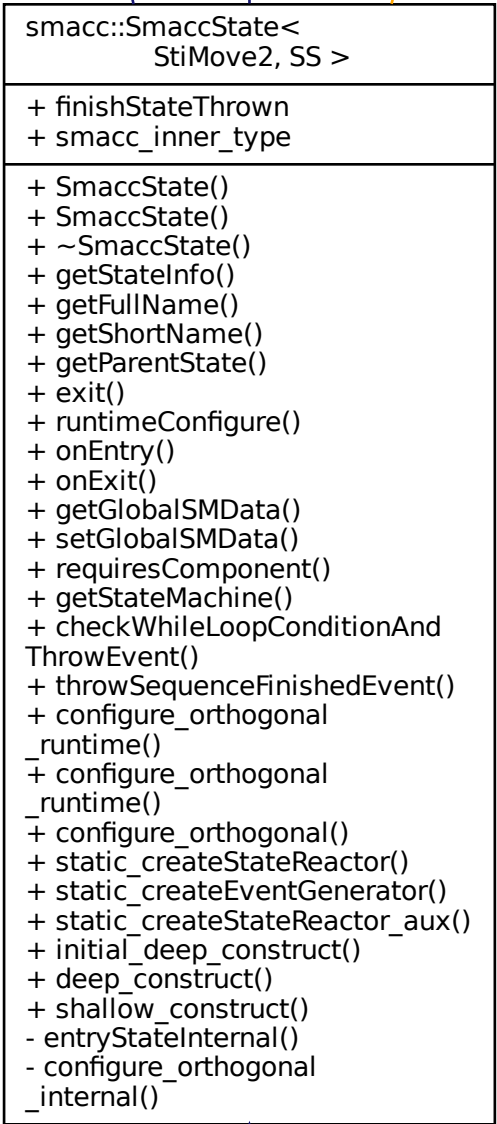 smacc::SmaccState<
StiMove2, SS >
+ finishStateThrown
+ smacc_inner_type
+ SmaccState()
+ SmaccState()
+ ~SmaccState()
+ getStateInfo()
+ getFullName()
+ getShortName()
+ getParentState()
+ exit()
+ runtimeConfigure()
+ onEntry()
+ onExit()
+ getGlobalSMData()
+ setGlobalSMData()
+ requiresComponent()
+ getStateMachine()
+ checkWhileLoopConditionAnd
ThrowEvent()
+ throwSequenceFinishedEvent()
+ configure_orthogonal
_runtime()
+ configure_orthogonal
_runtime()
+ configure_orthogonal()
+ static_createStateReactor()
+ static_createEventGenerator()
+ static_createStateReactor_aux()
+ initial_deep_construct()
+ deep_construct()
+ shallow_construct()
- entryStateInternal()
- configure_orthogonal
_internal()